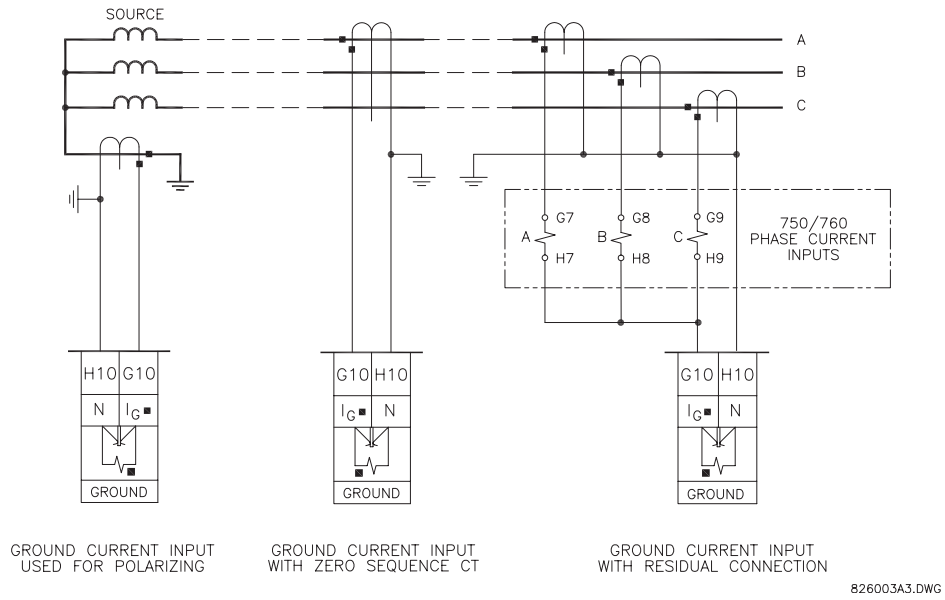 SOURCE
A
B
C
G7
G8
G9
A
B
C
H7
H8
H9
750/760
PHASE CURRENT
INPUTS
H10 G10
N IG
GROUND
G10 H10
IG N
GROUND
G10 H10
IG N
GROUND
GROUND CURRENT INPUT
USED FOR POLARIZING
GROUND CURRENT INPUT
WITH ZERO SEQUENCE CT
GROUND CURRENT INPUT
WITH RESIDUAL CONNECTION
826003A3.DWG